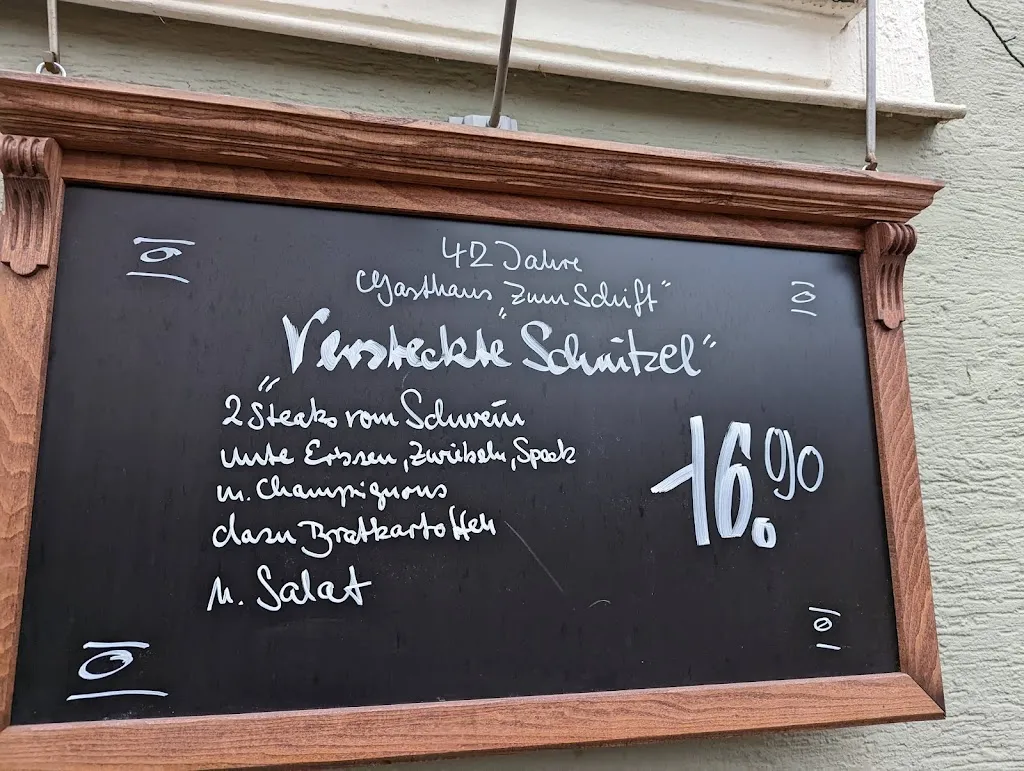 42 Jahre
Gasthaus "Zum Schiff"
"Versteckte Schnitzel"
2 Steaks vom Schwein
unter Erbsen, Zwiebeln, Speck
u. Champignons
dazu Bratkartoffeln
u. Salat
16.90